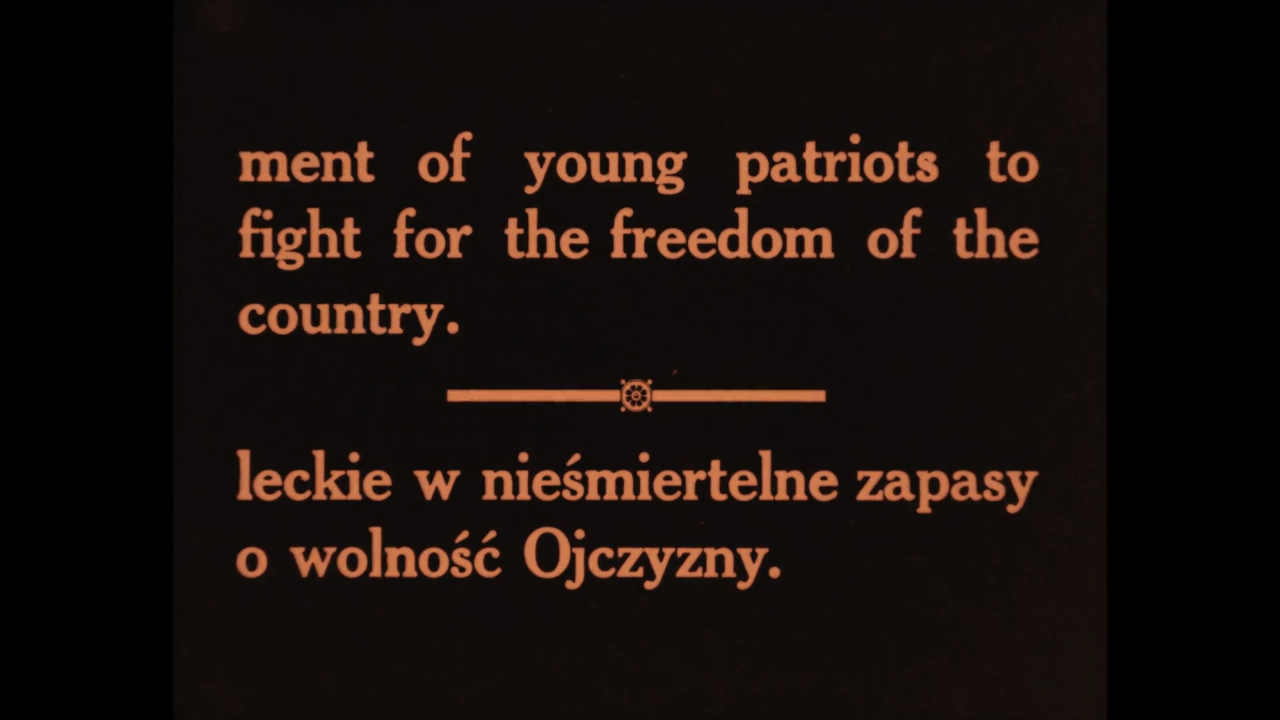 ment of young patriots to
fight for the freedom of the
country.
leckie w nieśmiertelne zapasy
o wolność Ojczyzny.